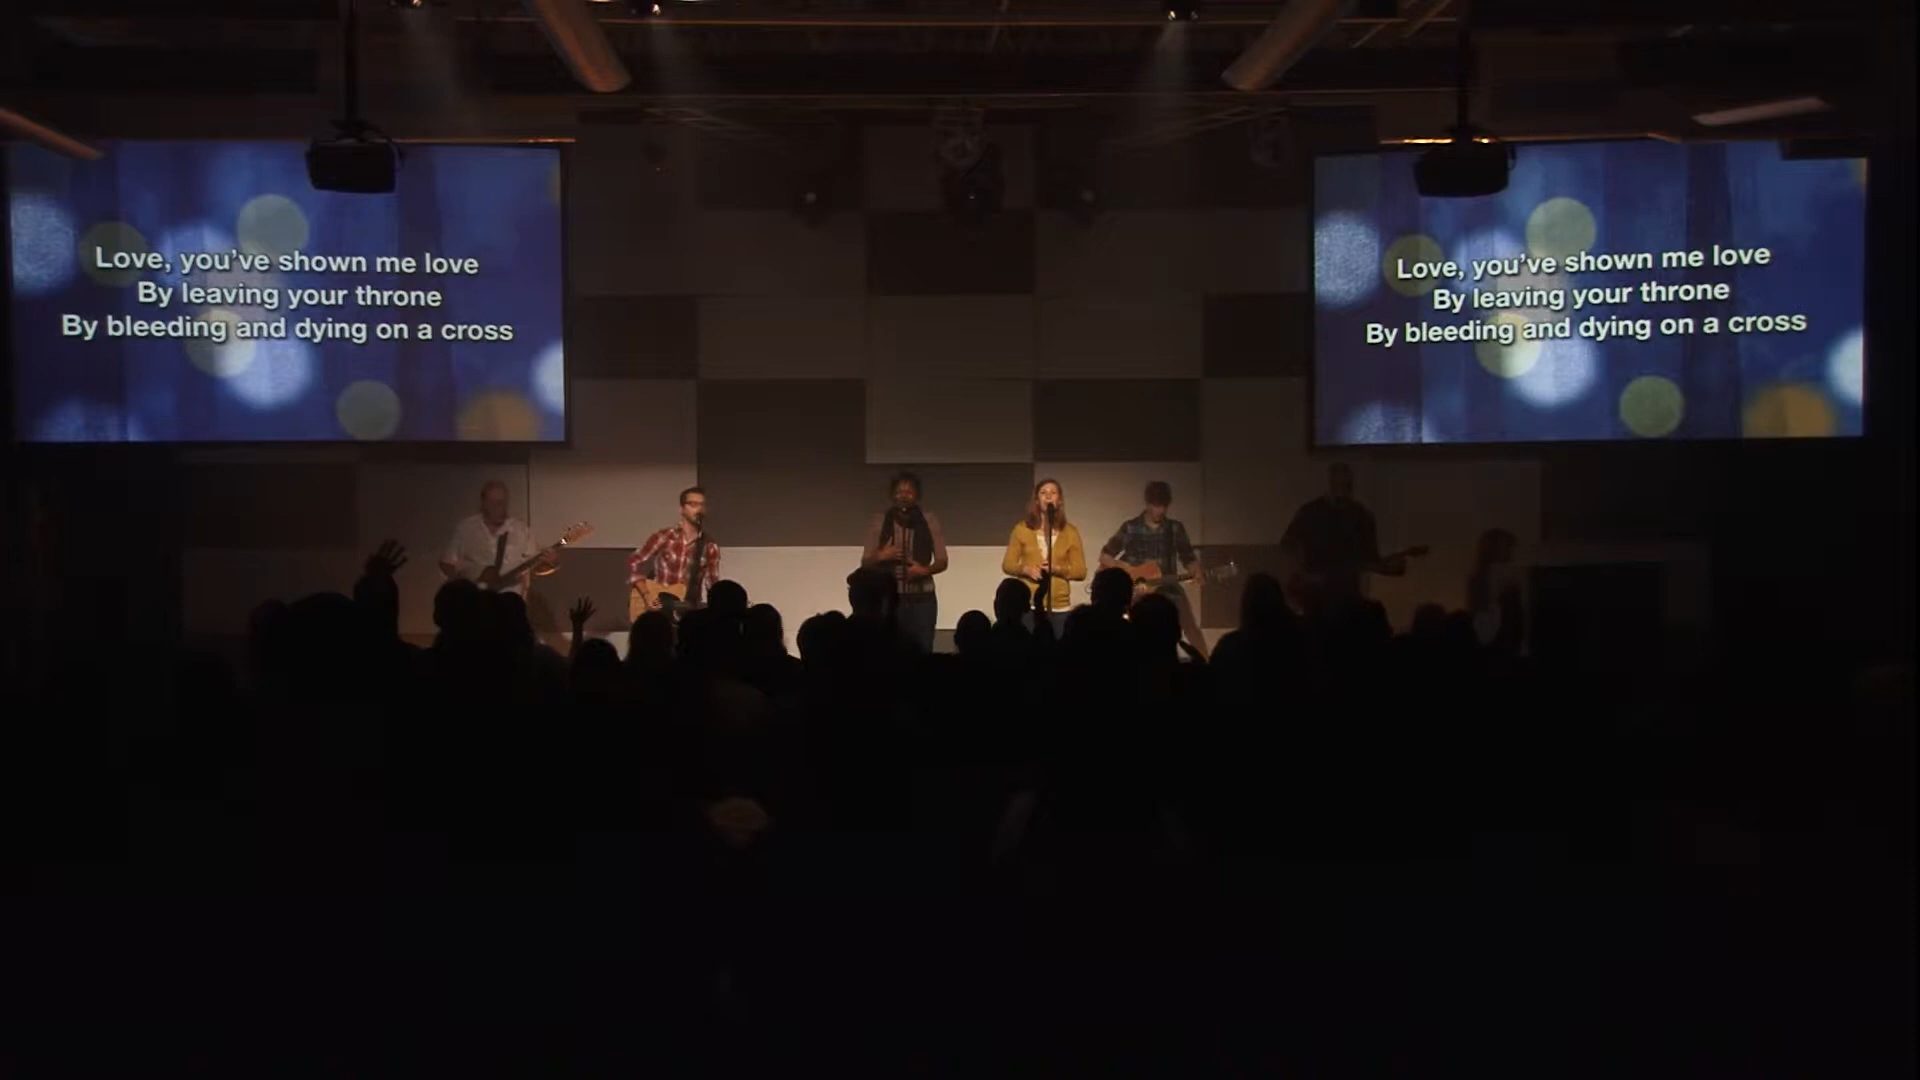 Love, you've shown me love
By leaving your throne
By bleeding and dying on a cross
Love, you've shown me love
By leaving your throne
By bleeding and dying on a cross